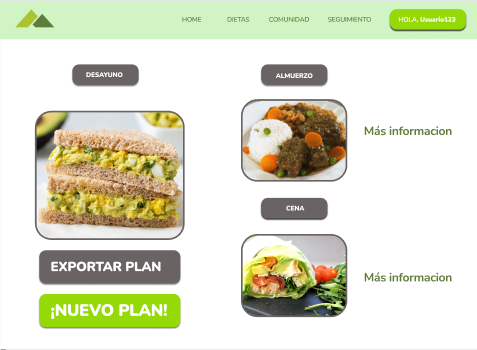 HOME DIETAS COMUNIDAD SEGUIMIENTO HOLA, Usuario123
DESAYUNO
ALMUERZO
Más informacion
CENA
EXPORTAR PLAN
Más informacion
¡NUEVO PLAN!